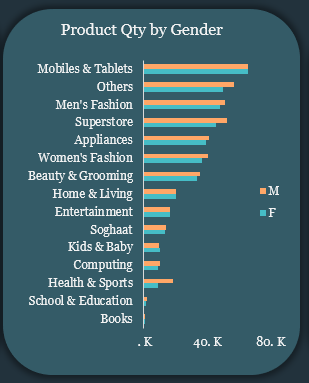 Product Qty by Gender
Mobiles & Tablets
Others
Men's Fashion
Superstore
Appliances
Women's Fashion
Beauty & Grooming
Home & Living
Entertainment
Soghaat
Kids & Baby
Computing
Health & Sports
School & Education
Books
M
F
. K 40. K 80. K